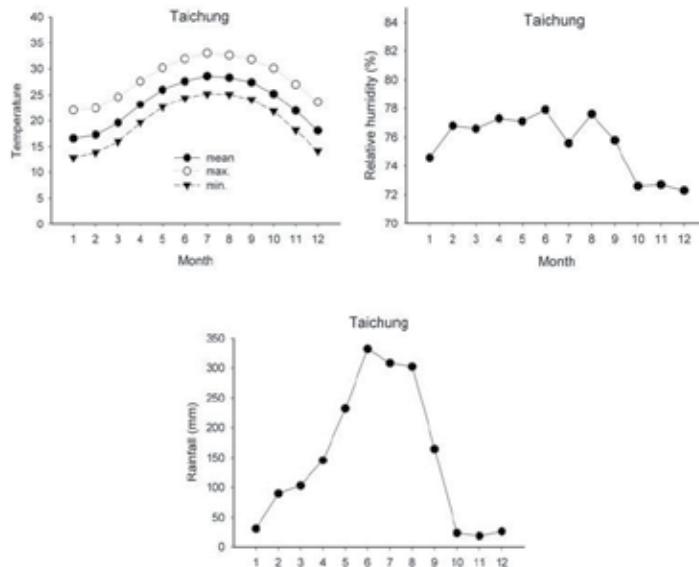 Taichung
Temperature
40
35
30
25
20
15
10
5
0
mean
max.
min.
1 2 3 4 5 6 7 8 9 10 11 12
Month
Taichung
Relative humidity (%)
84
82
80
78
76
74
72
70
1 2 3 4 5 6 7 8 9 10 11 12
Month
Taichung
Rainfall (mm)
350
300
250
200
150
100
50
0
1 2 3 4 5 6 7 8 9 10 11 12